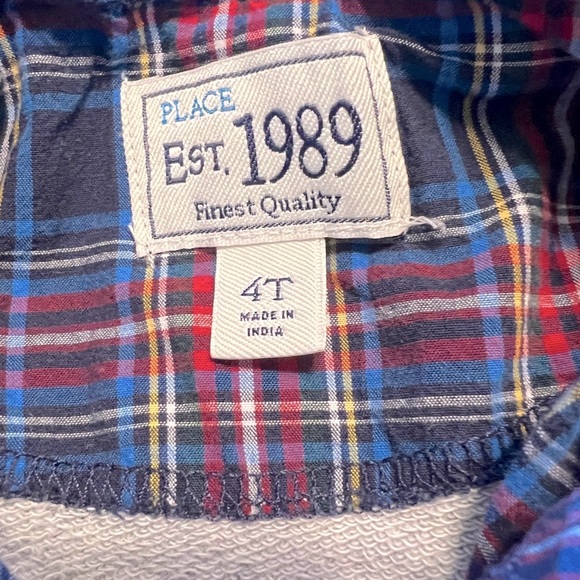 PLACE
EST. 1989
Finest Quality
4T
MADE IN
INDIA